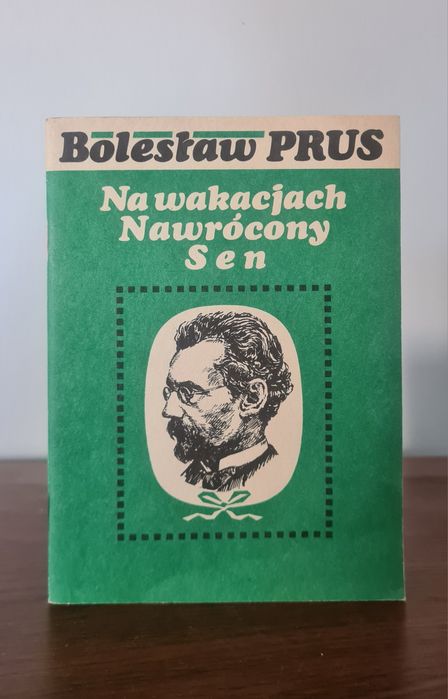 Bolesław PRUS
Na wakacjach
Nawrócony
Sen